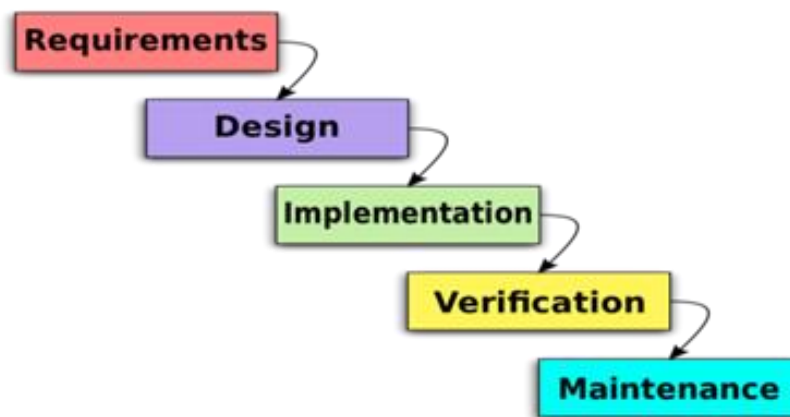 Requirements
Design
Implementation
Verification
Maintenance